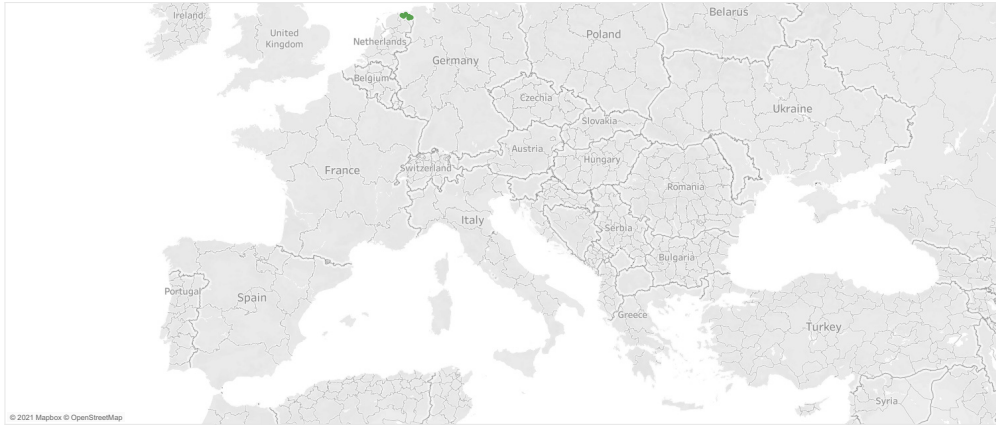 Ireland
United
Kingdom
Netherlands
Belgium
Germany
Poland
Belarus
Czechia
Slovakia
Ukraine
Austria
Hungary
Switzerland
France
Romania
Italy
Serbia
Bulgaria
Portugal
Spain
Greece
Turkey
Syria
© 2021 Mapbox © OpenStreetMap